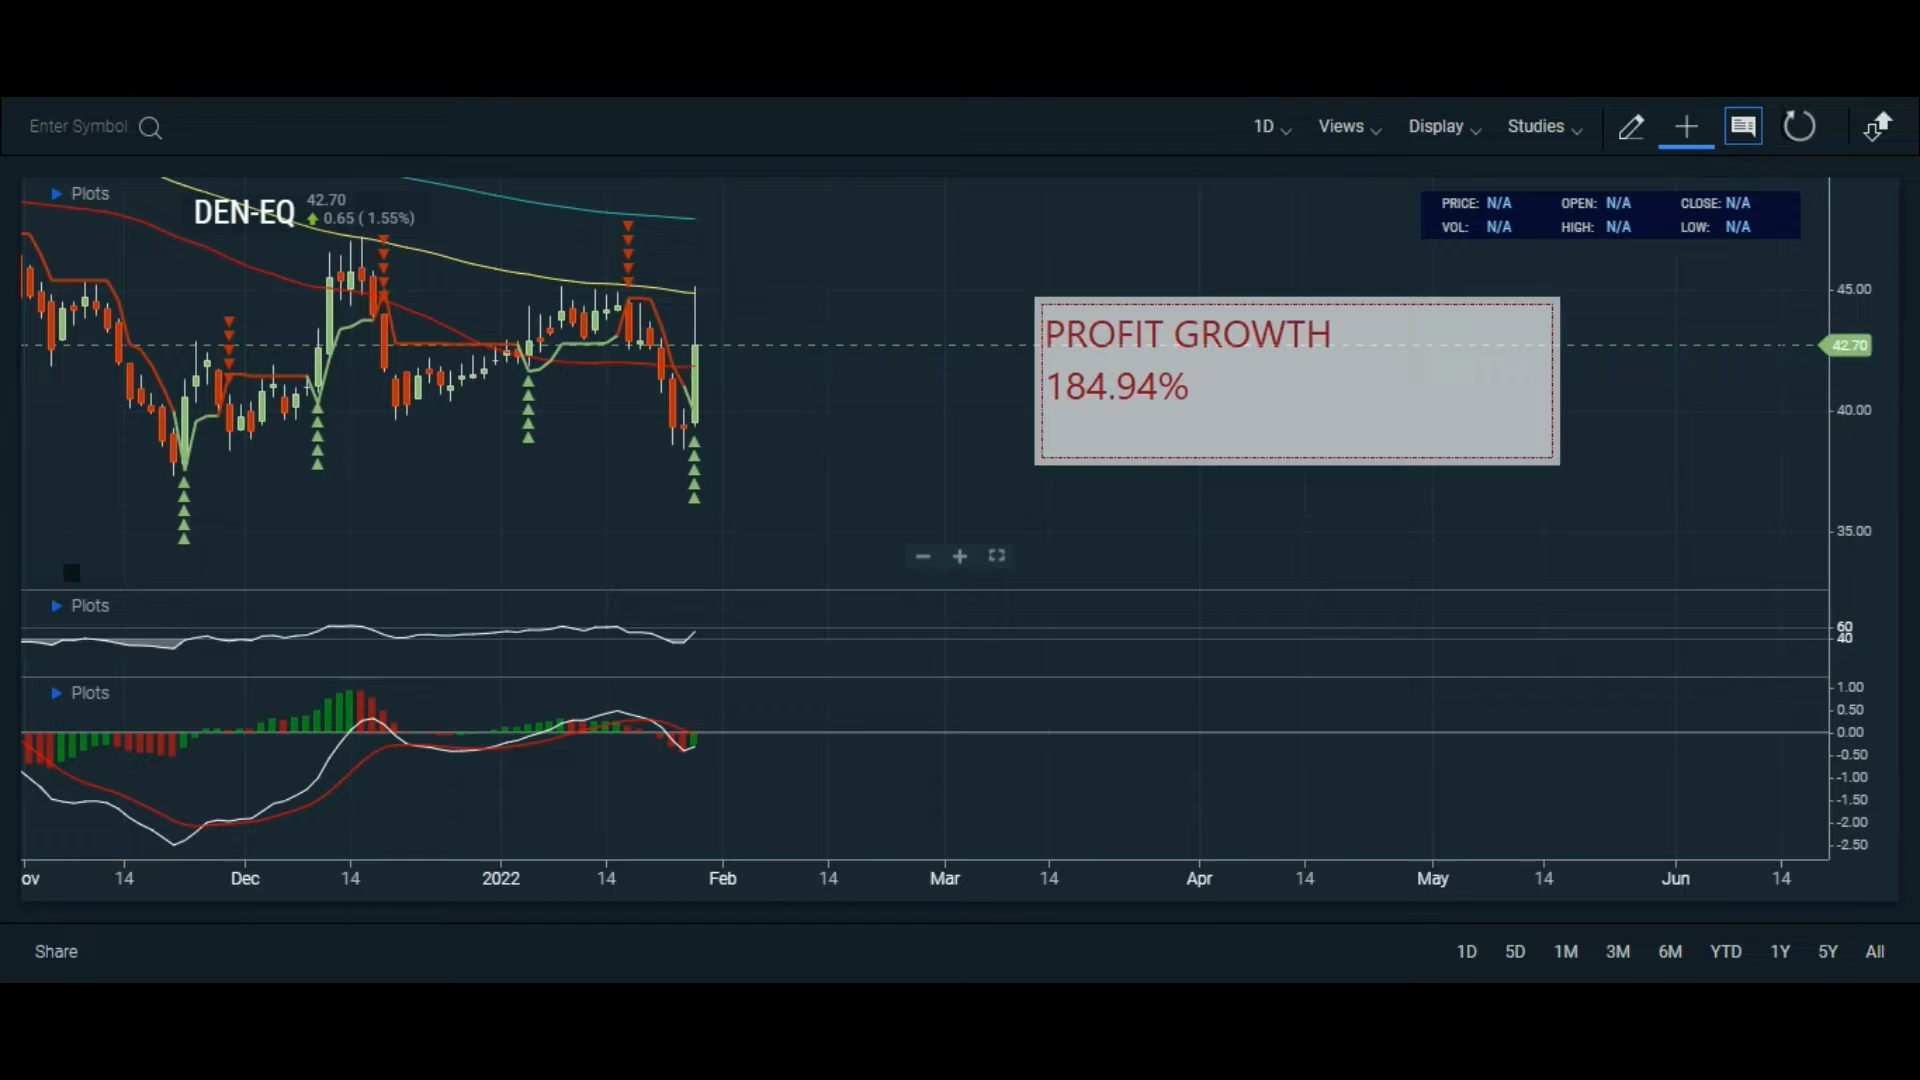 Enter Symbol
1D Views Display Studies
Plots
DEN-EQ 42.70
0.65 ( 1.55%)
PRICE: N/A OPEN: N/A CLOSE: N/A
VOL: N/A HIGH: N/A LOW: N/A
45.00
PROFIT GROWTH
42.70
184.94%
40.00
35.00
Plots
60
40
Plots
1.00
0.50
0.00
-0.50
-1.00
-1.50
-2.00
-2.50
ov 14 Dec 14 2022 14 Feb 14 Mar 14 Apr 14 May 14 Jun 14
Share 1D 5D 1M 3M 6M YTD 1Y 5Y All